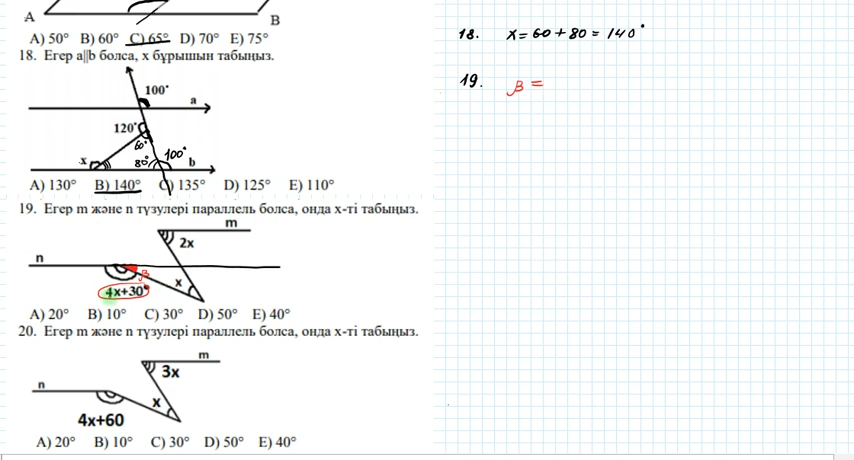 A B
A) 50° B) 60° C) 65° D) 70° E) 75°
18. Егер a||b болса, x бұрышын табыңыз.
100°
a
120°
60°
x 80° 100° b
A) 130° B) 140° C) 135° D) 125° E) 110°
19. Егер m және n түзулері параллель болса, онда x-ті табыңыз.
m
2x
n
β
4x+30° x
A) 20° B) 10° C) 30° D) 50° E) 40°
20. Егер m және n түзулері параллель болса, онда x-ті табыңыз.
m
3x
n
x
4x+60
A) 20° B) 10° C) 30° D) 50° E) 40°
18. x = 60 + 80 = 140°
19. β =